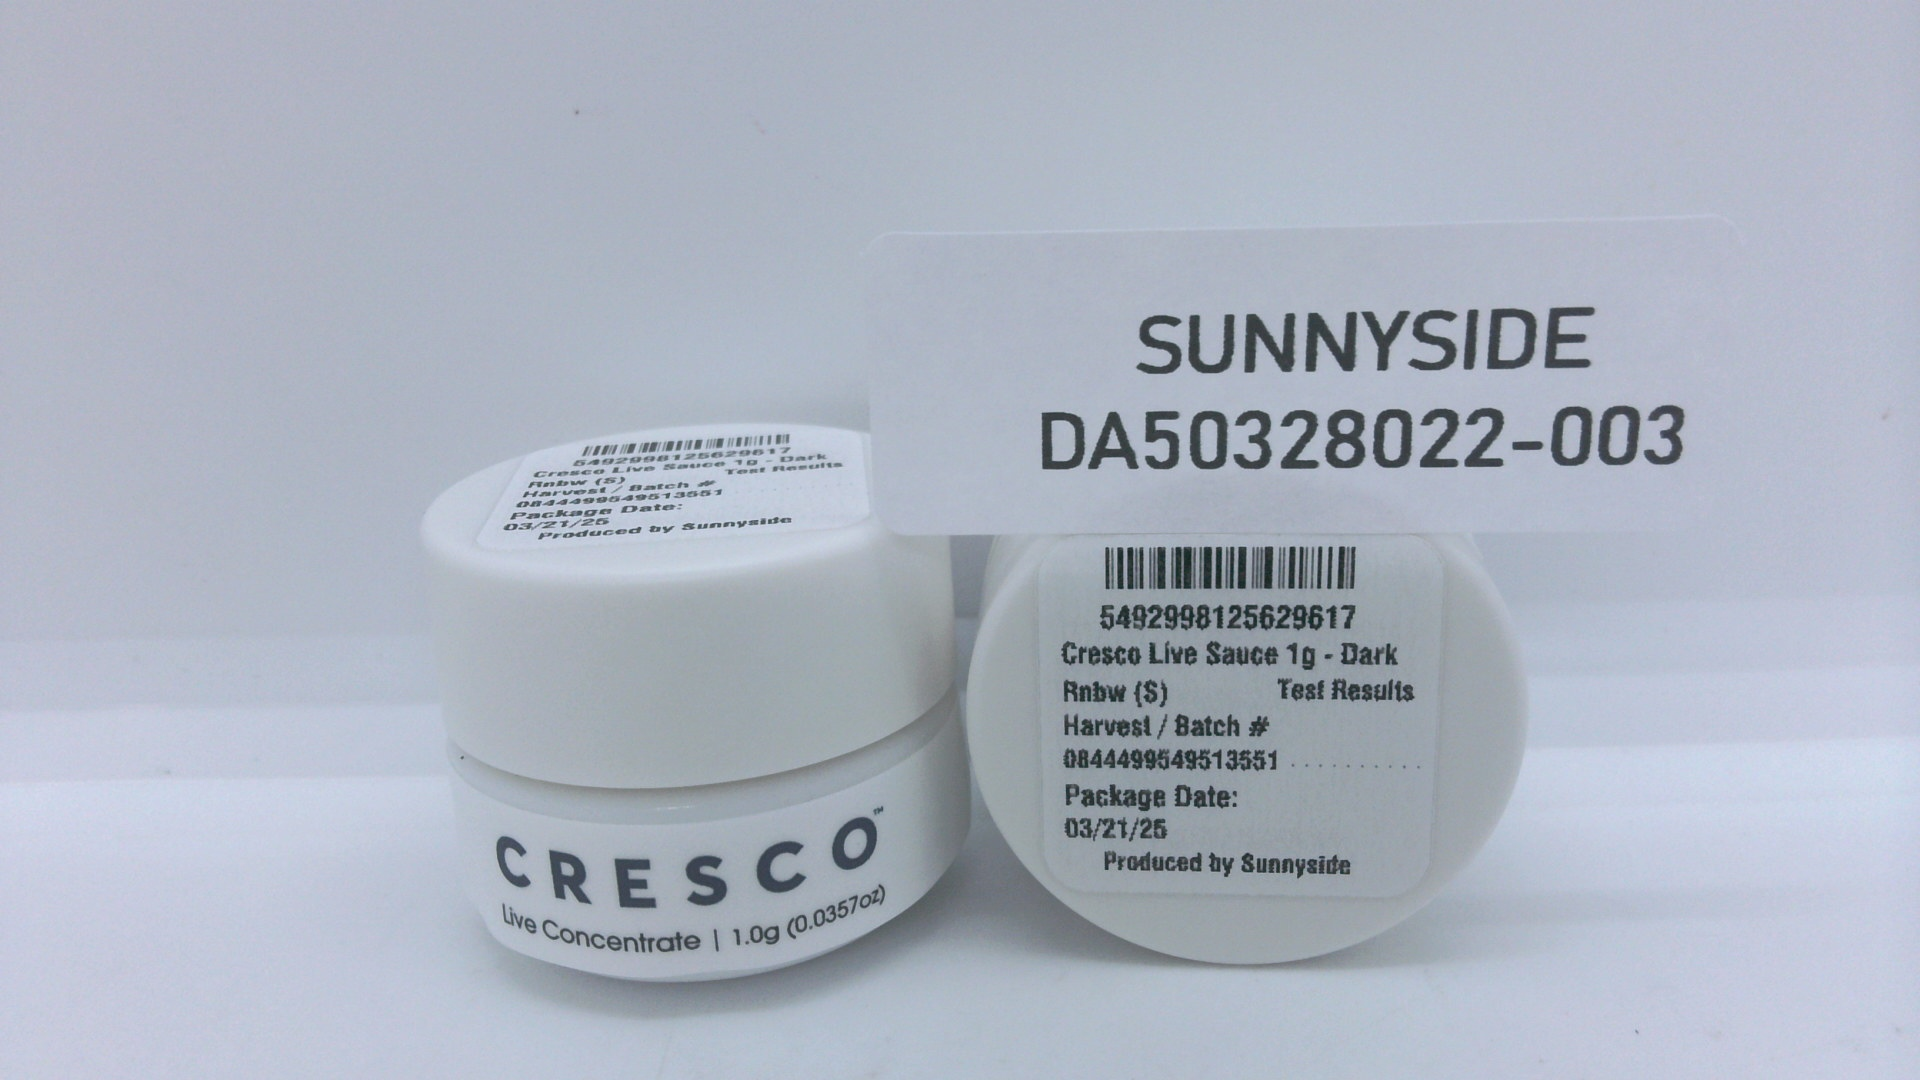 SUNNYSIDE
DA50328022-003
5492998125629617
Cresco Live Sauce 1g - Dark
Rnbw (S) Test Results
Harvest / Batch #
0844499549513551
Package Date:
03/21/25
Produced by Sunnyside
CRESCO™
Live Concentrate | 1.0g (0.0357oz)
5492998125629617
Cresco Live Sauce 1g - Dark
Rnbw (S) Test Results
Harvest / Batch #
0844499549513551 ..........
Package Date:
03/21/25
Produced by Sunnyside